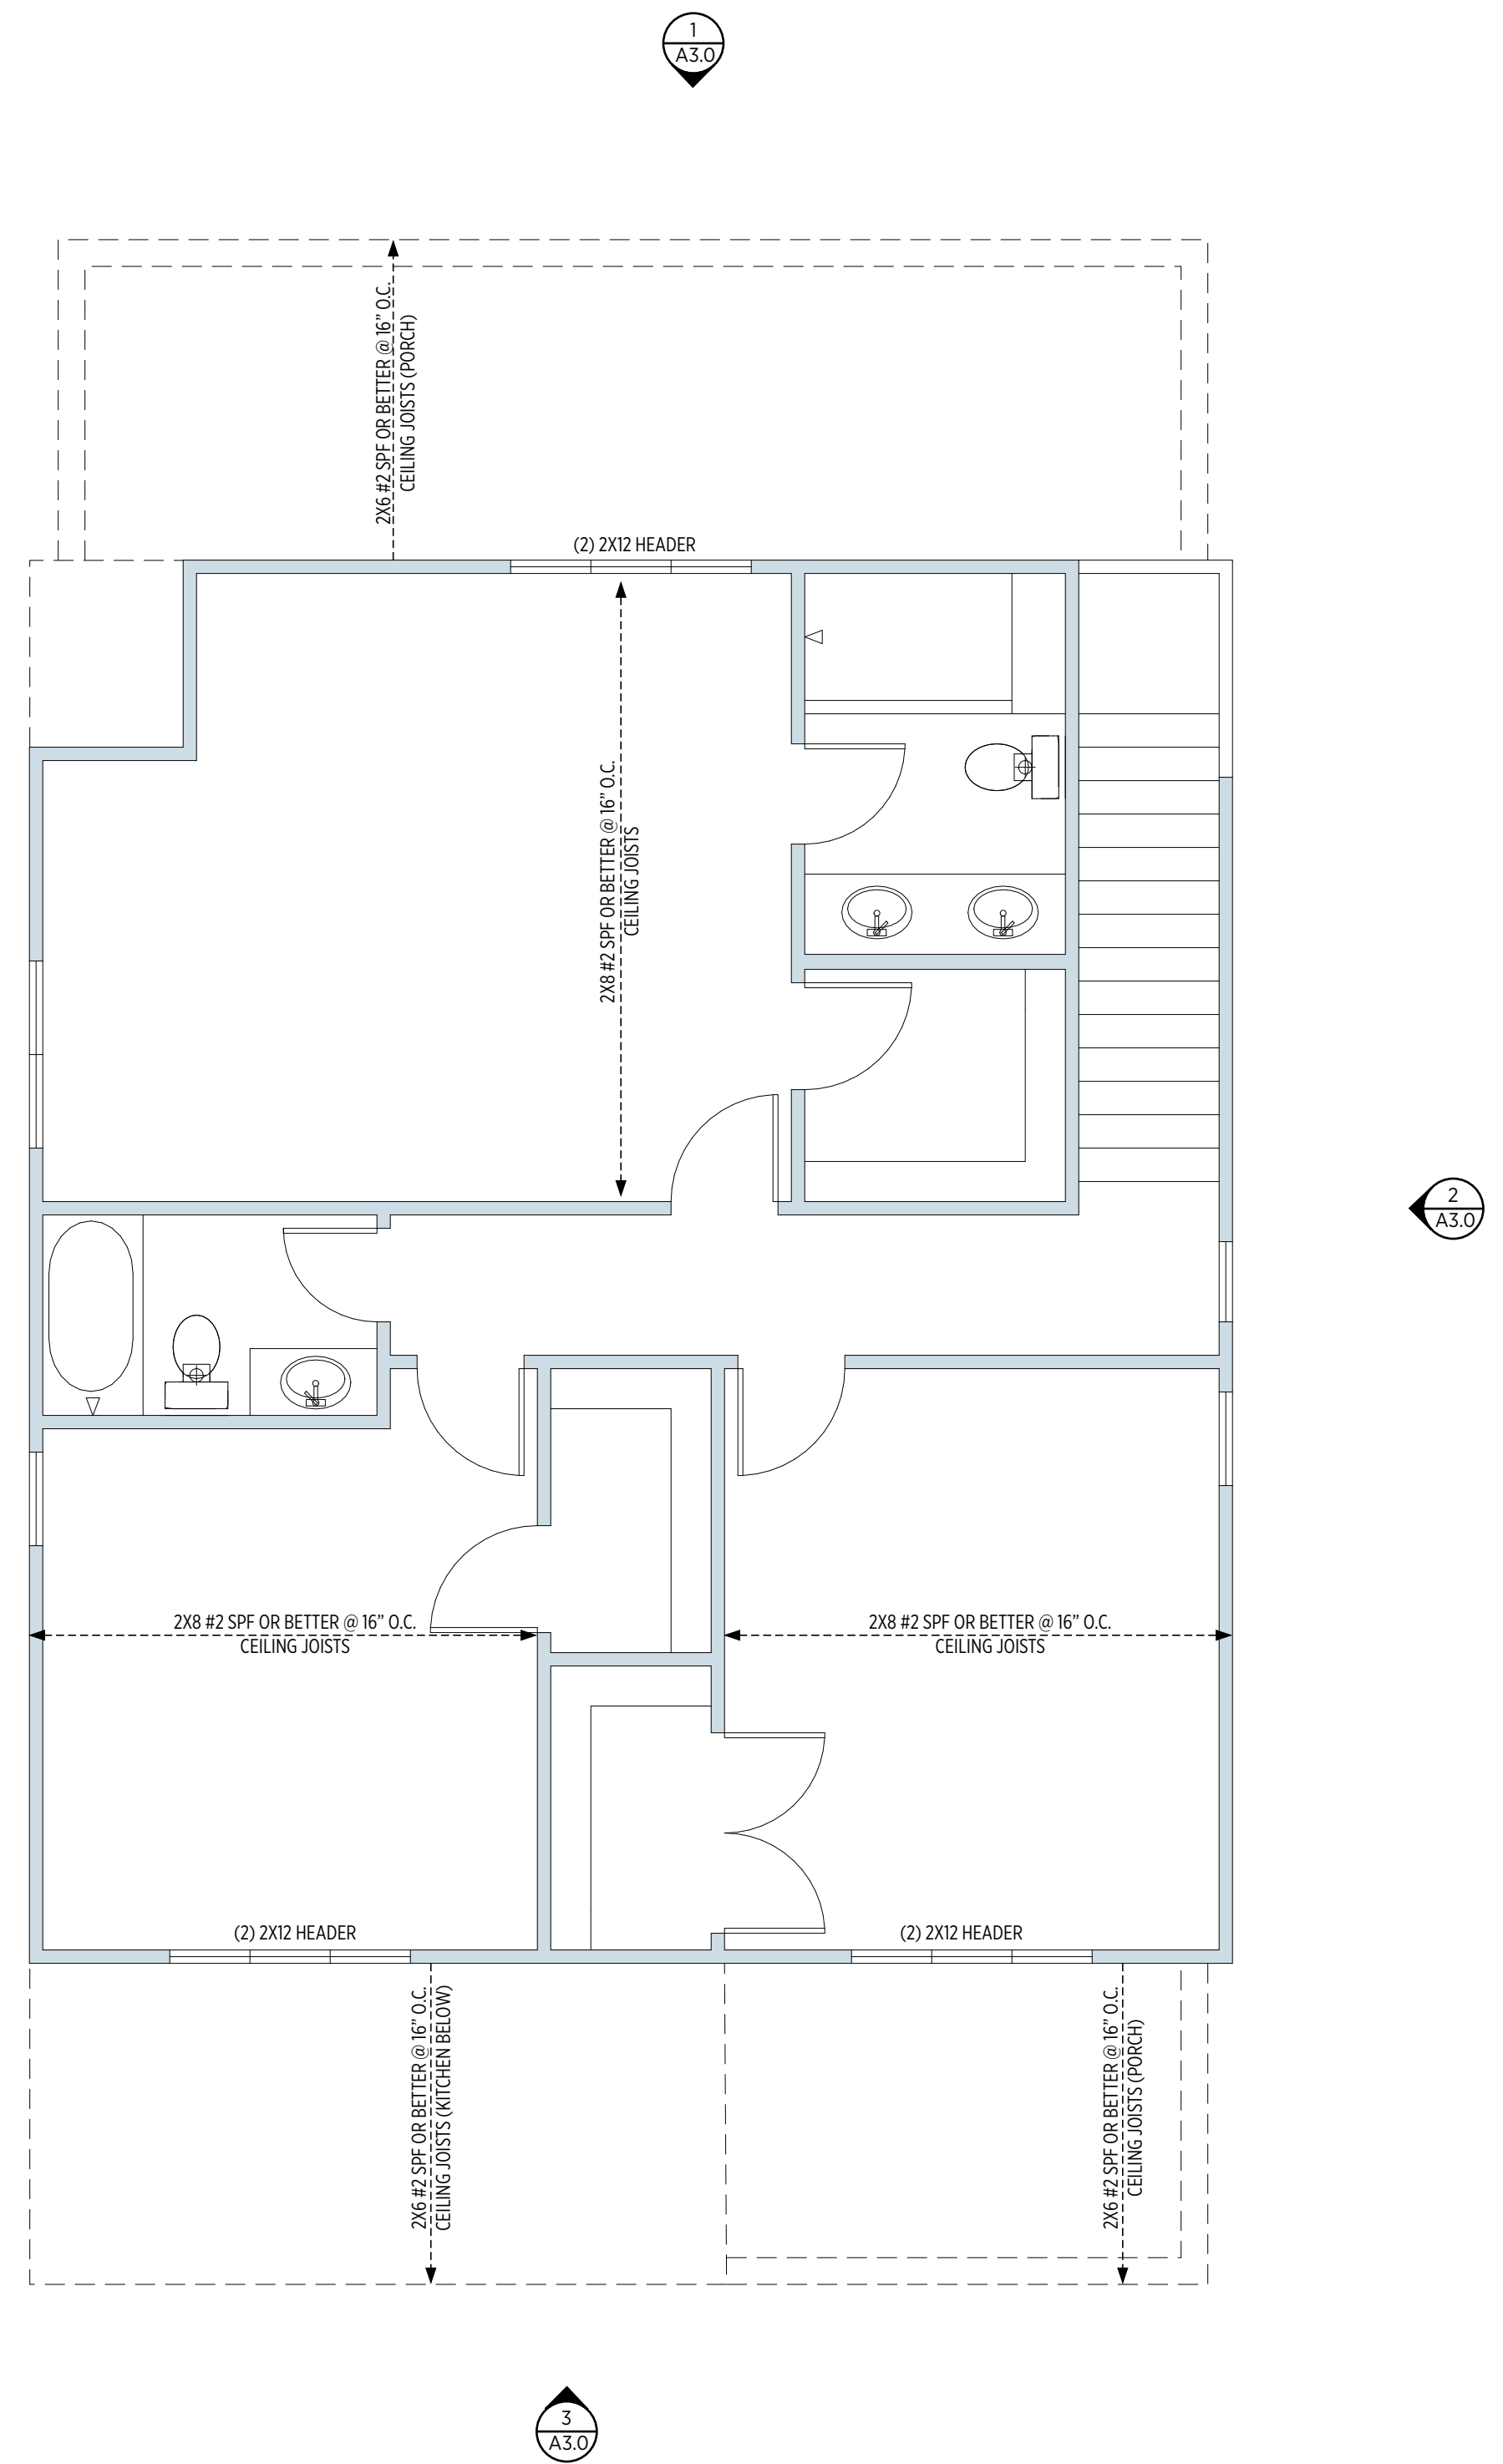 1
A3.0
2X6 #2 SPF OR BETTER @ 16” O.C.
CEILING JOISTS (PORCH)
(2) 2X12 HEADER
2X8 #2 SPF OR BETTER @ 16” O.C.
CEILING JOISTS
2
A3.0
2X8 #2 SPF OR BETTER @ 16” O.C.
CEILING JOISTS
2X8 #2 SPF OR BETTER @ 16” O.C.
CEILING JOISTS
(2) 2X12 HEADER
(2) 2X12 HEADER
2X6 #2 SPF OR BETTER @ 16” O.C.
CEILING JOISTS (KITCHEN BELOW)
2X6 #2 SPF OR BETTER @ 16” O.C.
CEILING JOISTS (PORCH)
3
A3.0